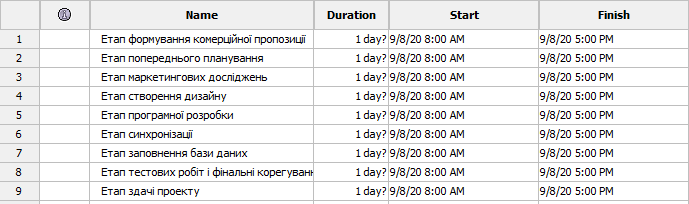 Name Duration Start Finish
1 Етап формування комерційної пропозиції 1 day? 9/8/20 8:00 AM 9/8/20 5:00 PM
2 Етап попереднього планування 1 day? 9/8/20 8:00 AM 9/8/20 5:00 PM
3 Етап маркетингових досліджень 1 day? 9/8/20 8:00 AM 9/8/20 5:00 PM
4 Етап створення дизайну 1 day? 9/8/20 8:00 AM 9/8/20 5:00 PM
5 Етап програмної розробки 1 day? 9/8/20 8:00 AM 9/8/20 5:00 PM
6 Етап синхронізації 1 day? 9/8/20 8:00 AM 9/8/20 5:00 PM
7 Етап заповнення бази даних 1 day? 9/8/20 8:00 AM 9/8/20 5:00 PM
8 Етап тестових робіт і фінальні корегуван 1 day? 9/8/20 8:00 AM 9/8/20 5:00 PM
9 Етап здачі проекту 1 day? 9/8/20 8:00 AM 9/8/20 5:00 PM